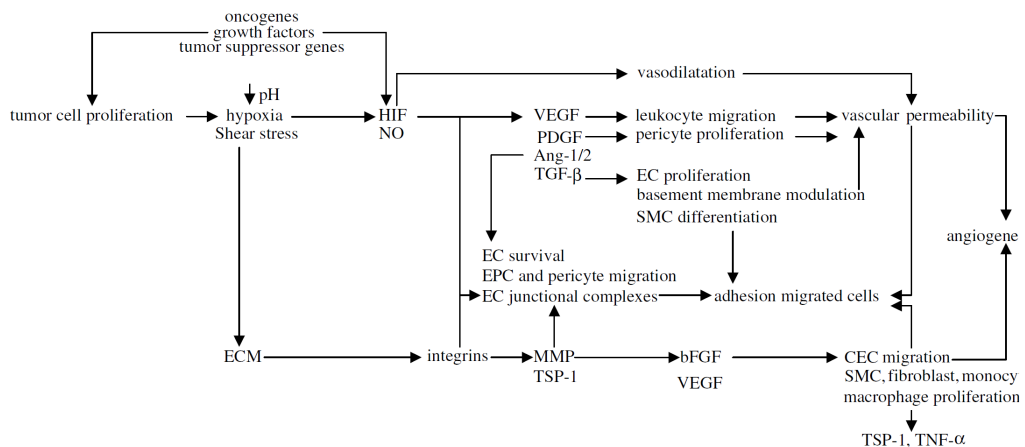 oncogenes
growth factors
tumor suppressor genes
vasodilatation
pH
tumor cell proliferation
hypoxia
Shear stress
HIF
NO
VEGF
leukocyte migration
vascular permeability
PDGF
pericyte proliferation
Ang-1/2
TGF-β
EC proliferation
basement membrane modulation
SMC differentiation
angiogene
EC survival
EPC and pericyte migration
EC junctional complexes
adhesion migrated cells
ECM
integrins
MMP
TSP-1
bFGF
VEGF
CEC migration
SMC, fibroblast, monocy
macrophage proliferation
TSP-1, TNF-α